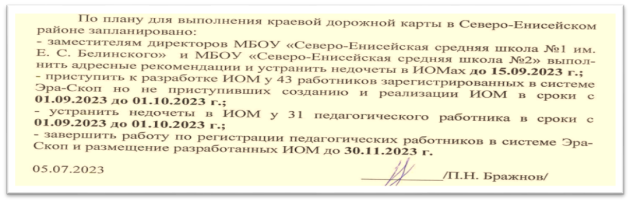 По плану для выполнения краевой дорожной карты в Северо-Енисейском
районе запланировано:
- заместителям директоров МБОУ «Северо-Енисейская средняя школа №1 им.
Е. С. Белинского» и МБОУ «Северо-Енисейская средняя школа №2» выпол-
нить адресные рекомендации и устранить недочеты в ИОМах до 15.09.2023 г.;
- приступить к разработке ИОМ у 43 работников зарегистрированных в системе
Эра-Скоп но не приступивших созданию и реализации ИОМ в сроки с
01.09.2023 до 01.10.2023 г.;
- устранить недочеты в ИОМ у 31 педагогического работника в сроки с
01.09.2023 до 01.10.2023 г.;
- завершить работу по регистрации педагогических работников в системе Эра-
Скоп и размещение разработанных ИОМ до 30.11.2023 г.
05.07.2023 /П.Н. Бражнов/